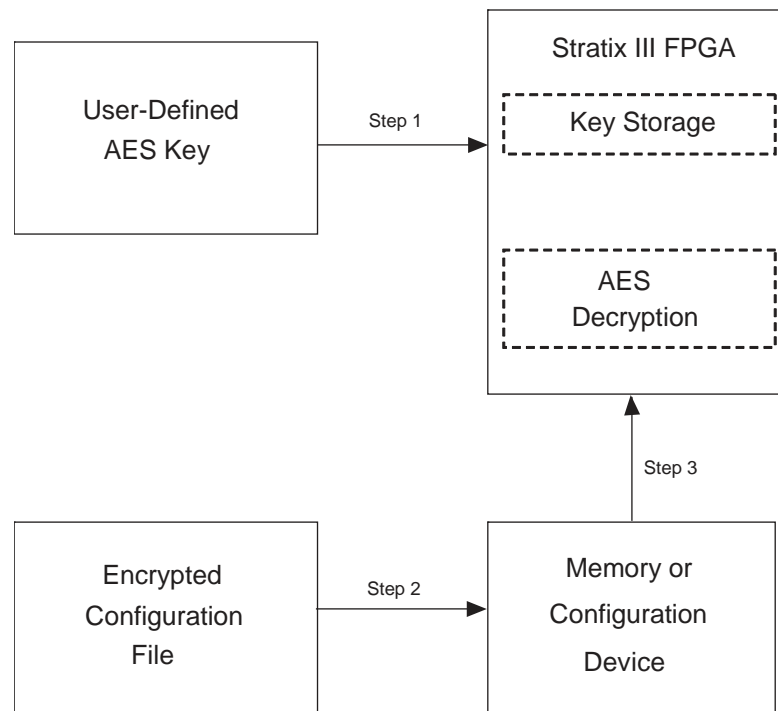 User-Defined
AES Key
Step 1
Stratix III FPGA
Key Storage
AES
Decryption
Step 3
Encrypted
Configuration
File
Step 2
Memory or
Configuration
Device